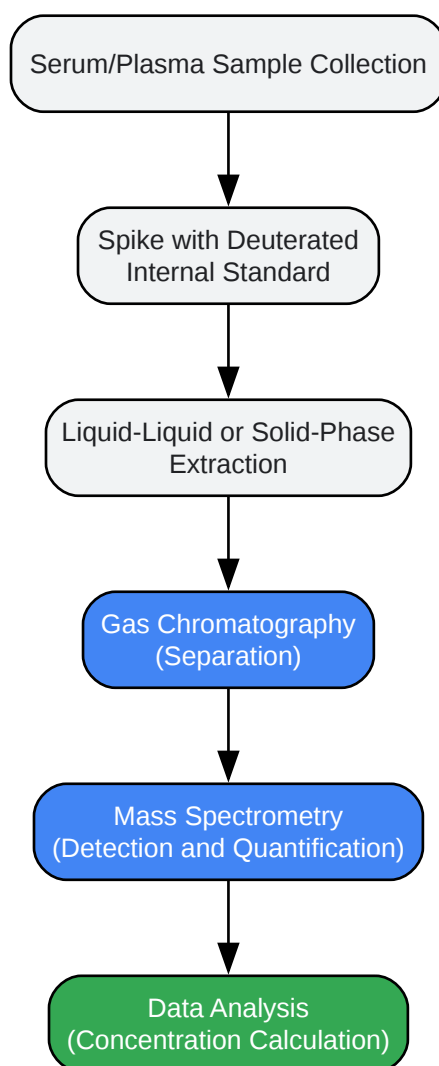 Serum/Plasma Sample Collection
Spike with Deuterated
Internal Standard
Liquid-Liquid or Solid-Phase
Extraction
Gas Chromatography
(Separation)
Mass Spectrometry
(Detection and Quantification)
Data Analysis
(Concentration Calculation)